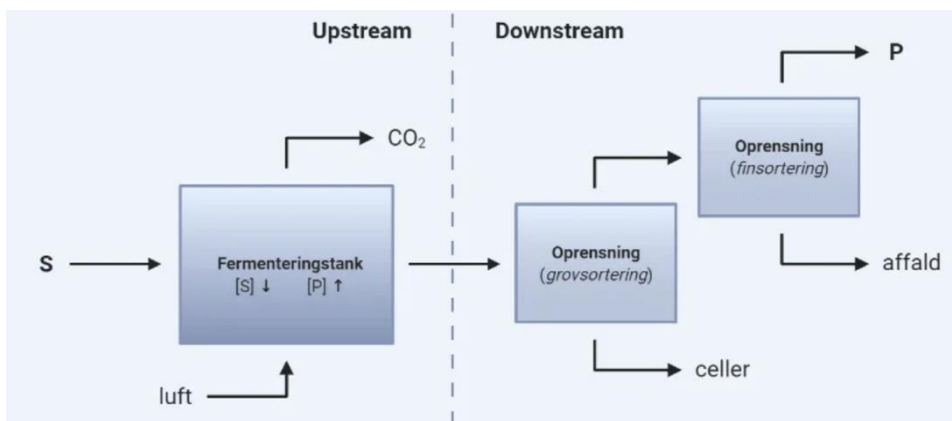 Upstream
Downstream
P
CO₂
Oprensning
(finsortering)
S
Fermenteringstank
[S] ↓ [P] ↑
Oprensning
(grovsortering)
affald
luft
celler